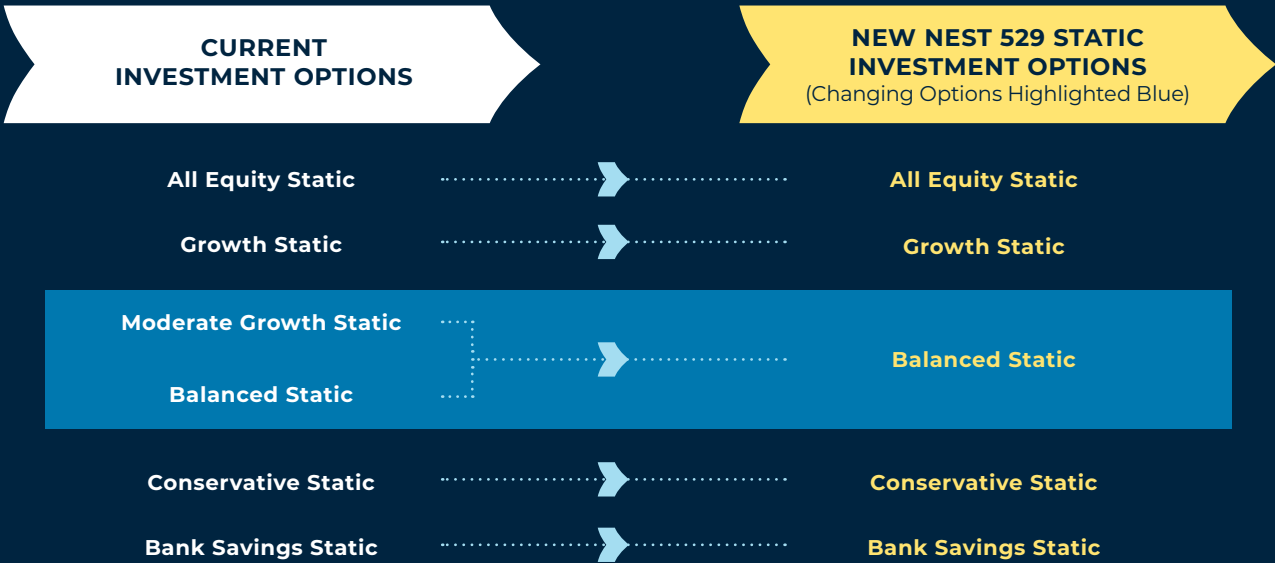 CURRENT
INVESTMENT OPTIONS
NEW NEST 529 STATIC
INVESTMENT OPTIONS
(Changing Options Highlighted Blue)
All Equity Static
All Equity Static
Growth Static
Growth Static
Moderate Growth Static
Balanced Static
Balanced Static
Conservative Static
Conservative Static
Bank Savings Static
Bank Savings Static